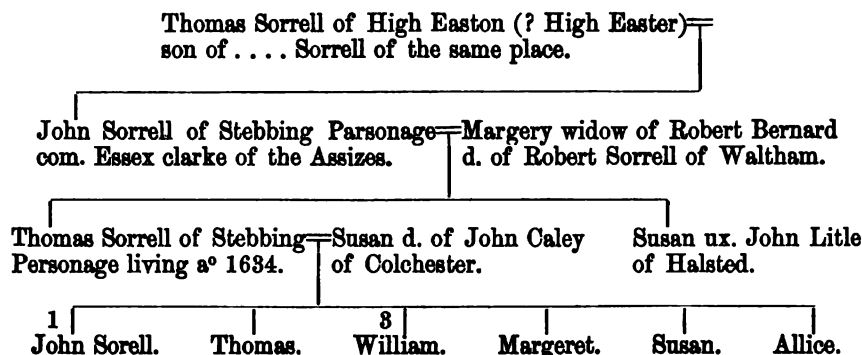 Thomas Sorrell of High Easton (? High Easter)
son of . . . . Sorrell of the same place.
John Sorrell of Stebbing Parsonage
com. Essex clarke of the Assizes.
Margery widow of Robert Bernard
d. of Robert Sorrell of Waltham.
Thomas Sorrell of Stebbing
Personage living aº 1634.
Susan d. of John Caley
of Colchester.
Susan ux. John Litle
of Halsted.
1 3
John Sorell. Thomas. William. Margeret. Susan. Allice.